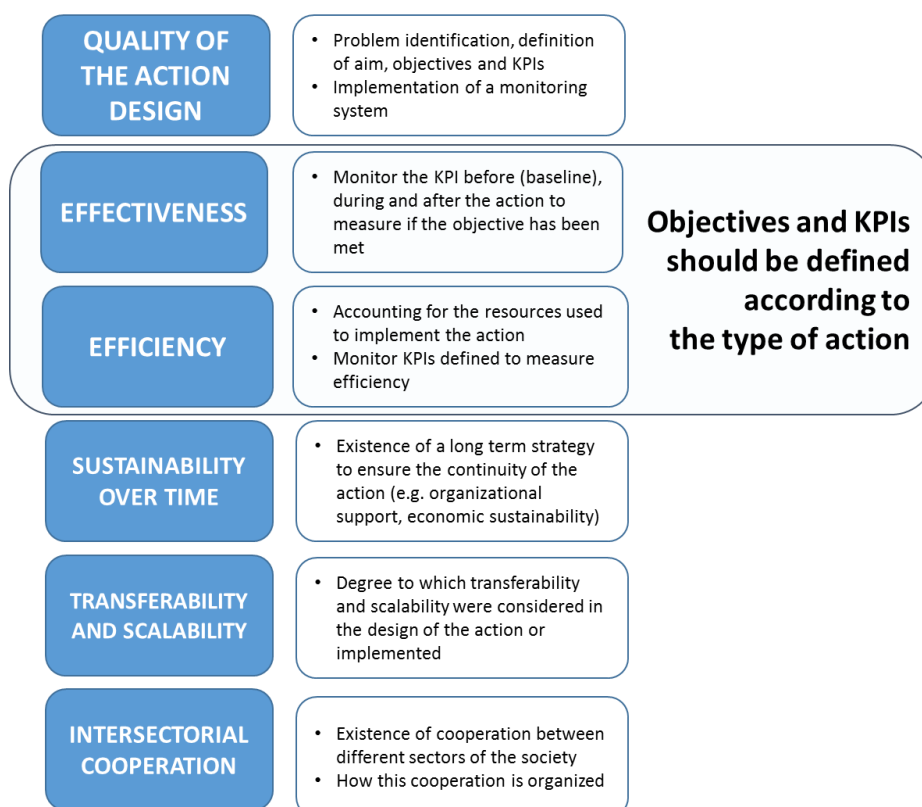 QUALITY OF
THE ACTION
DESIGN
• Problem identification, definition
of aim, objectives and KPIs
• Implementation of a monitoring
system
EFFECTIVENESS
• Monitor the KPI before (baseline),
during and after the action to
measure if the objective has been
met
Objectives and KPIs
should be defined
according to
the type of action
EFFICIENCY
• Accounting for the resources used
to implement the action
• Monitor KPIs defined to measure
efficiency
SUSTAINABILITY
OVER TIME
• Existence of a long term strategy
to ensure the continuity of the
action (e.g. organizational
support, economic sustainability)
TRANSFERABILITY
AND SCALABILITY
• Degree to which transferability
and scalability were considered in
the design of the action or
implemented
INTERSECTORIAL
COOPERATION
• Existence of cooperation between
different sectors of the society
• How this cooperation is organized